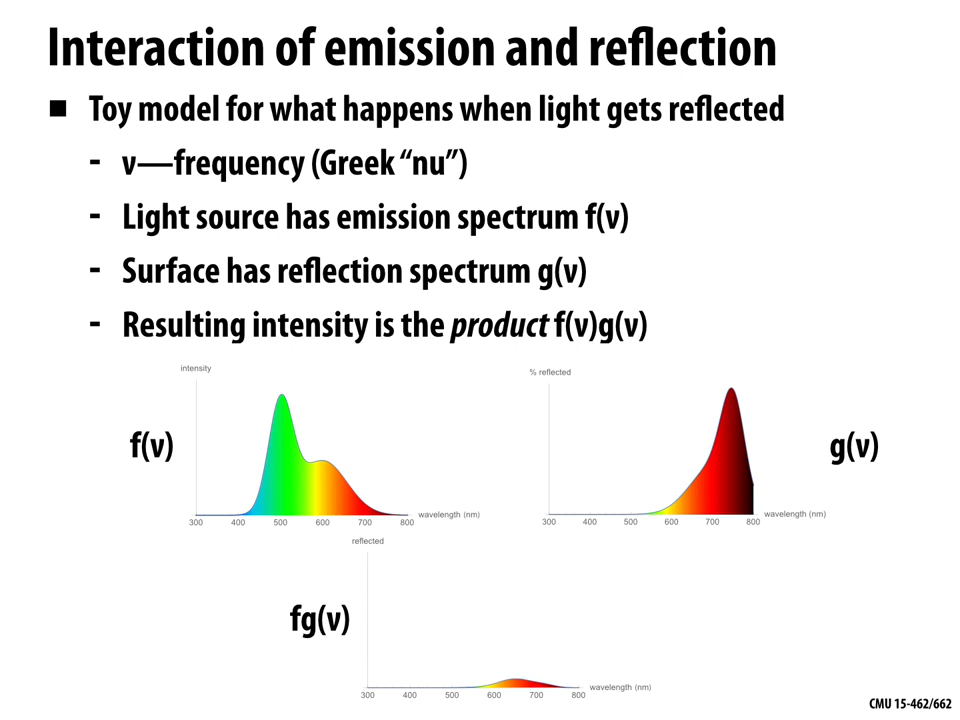 Interaction of emission and reflection
■ Toy model for what happens when light gets reflected
- ν—frequency (Greek “nu”)
- Light source has emission spectrum f(ν)
- Surface has reflection spectrum g(ν)
- Resulting intensity is the product f(ν)g(ν)
intensity
f(ν)
300 400 500 600 700 800 wavelength (nm)
% reflected
g(ν)
300 400 500 600 700 800 wavelength (nm)
reflected
fg(ν)
300 400 500 600 700 800 wavelength (nm)
CMU 15-462/662